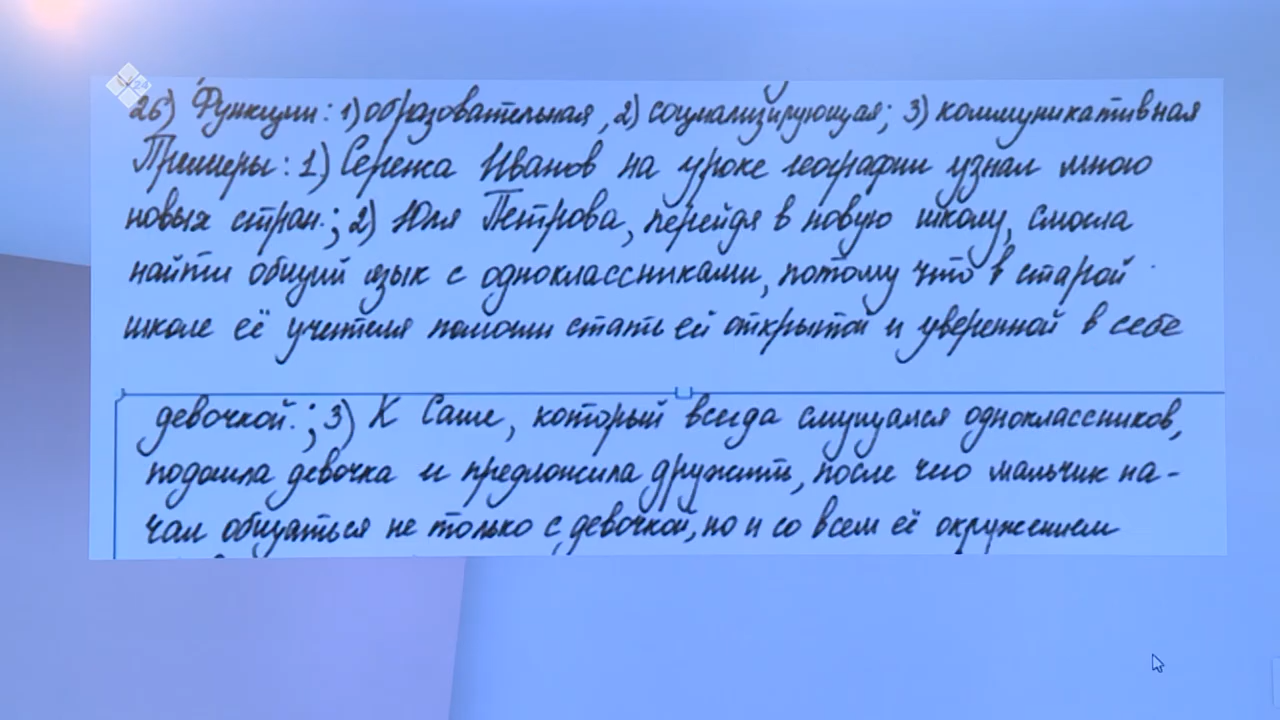 26) Функции: 1) образовательная, 2) социализирующая; 3) коммуникативная
Примеры: 1) Сережа Иванов на уроке географии узнал много
новых стран.; 2) Юля Петрова, перейдя в новую школу, смогла
найти общий язык с одноклассниками, потому что в старой
школе её учителя помогли стать ей открытой и уверенной в себе
девочкой.; 3) К Саше, который всегда смущался одноклассников,
подошла девочка и предложила дружить, после чего мальчик на-
чал общаться не только с девочкой, но и со всем её окружением